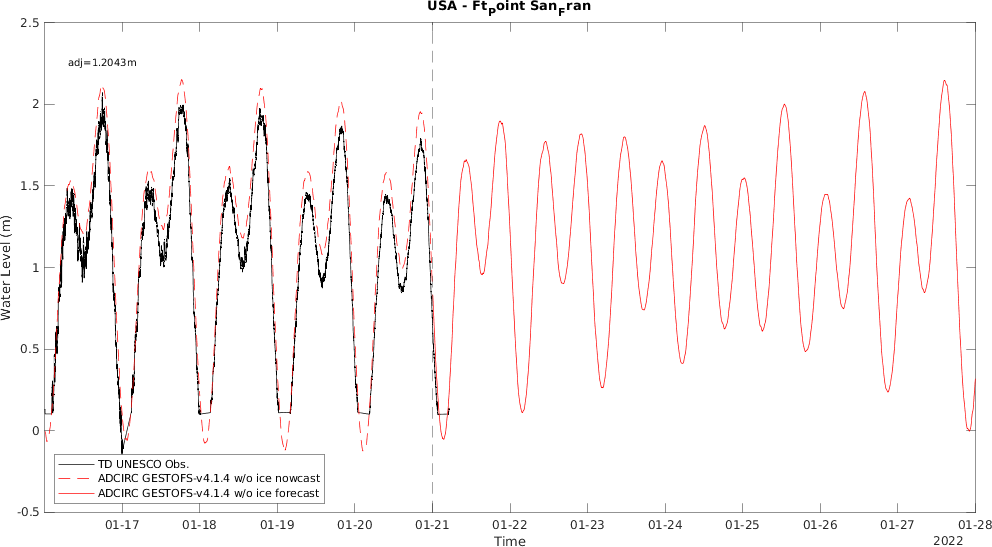 USA - FtPoint SanFran
adj=1.2043m
2.5
2
1.5
1
0.5
0
-0.5
Water Level (m)
TD UNESCO Obs.
ADCIRC GESTOFS-v4.1.4 w/o ice nowcast
ADCIRC GESTOFS-v4.1.4 w/o ice forecast
01-17 01-18 01-19 01-20 01-21 01-22 01-23 01-24 01-25 01-26 01-27 01-28
Time
2022